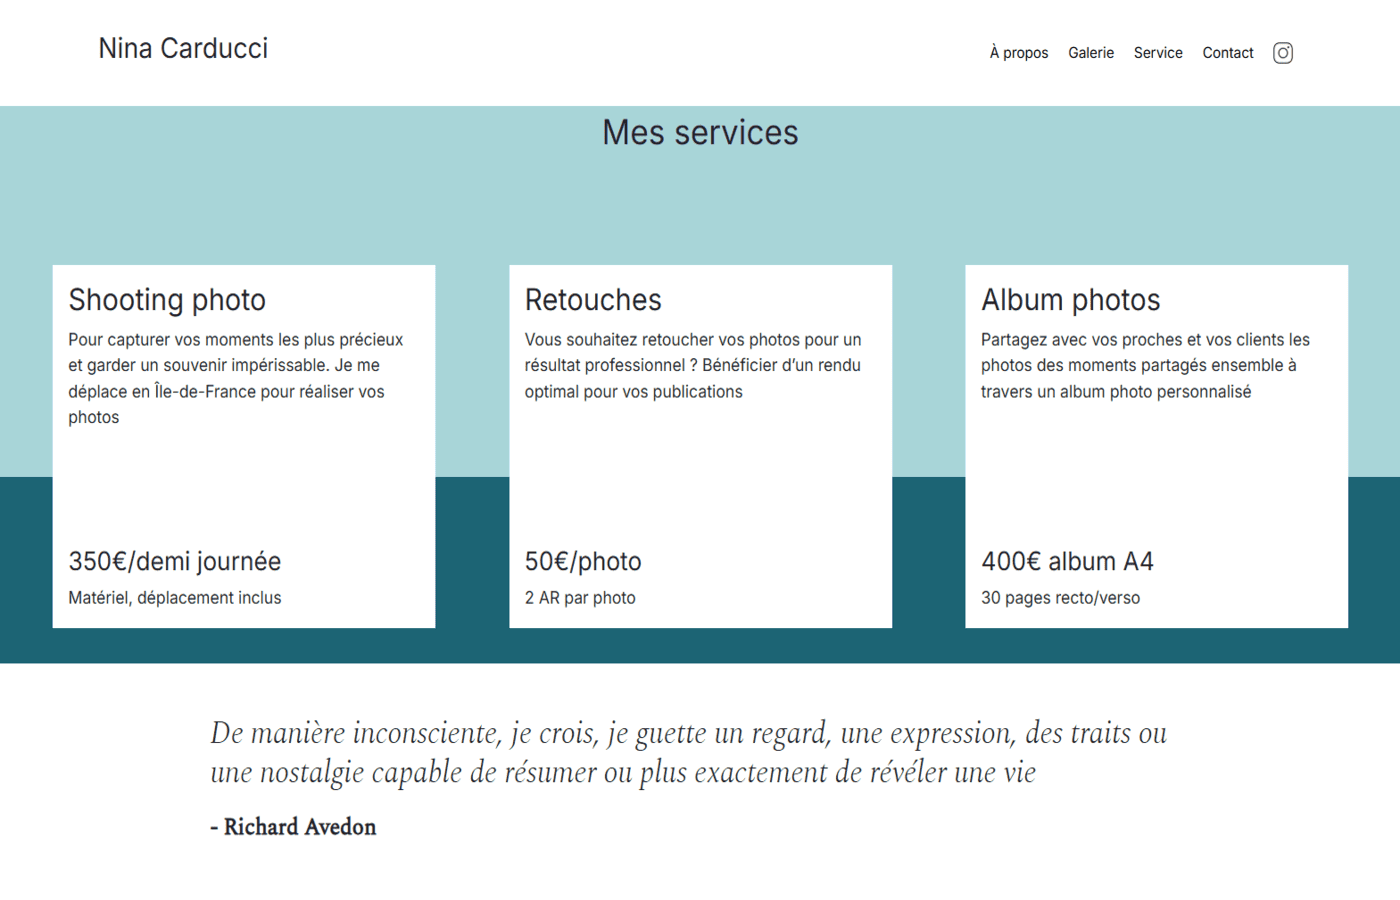 Nina Carducci
À propos Galerie Service Contact
Mes services
Shooting photo
Pour capturer vos moments les plus précieux
et garder un souvenir impérissable. Je me
déplace en Île-de-France pour réaliser vos
photos
350€/demi journée
Matériel, déplacement inclus
Retouches
Vous souhaitez retoucher vos photos pour un
résultat professionnel ? Bénéficier d’un rendu
optimal pour vos publications
50€/photo
2 AR par photo
Album photos
Partagez avec vos proches et vos clients les
photos des moments partagés ensemble à
travers un album photo personnalisé
400€ album A4
30 pages recto/verso
De manière inconsciente, je crois, je guette un regard, une expression, des traits ou
une nostalgie capable de résumer ou plus exactement de révéler une vie
- Richard Avedon